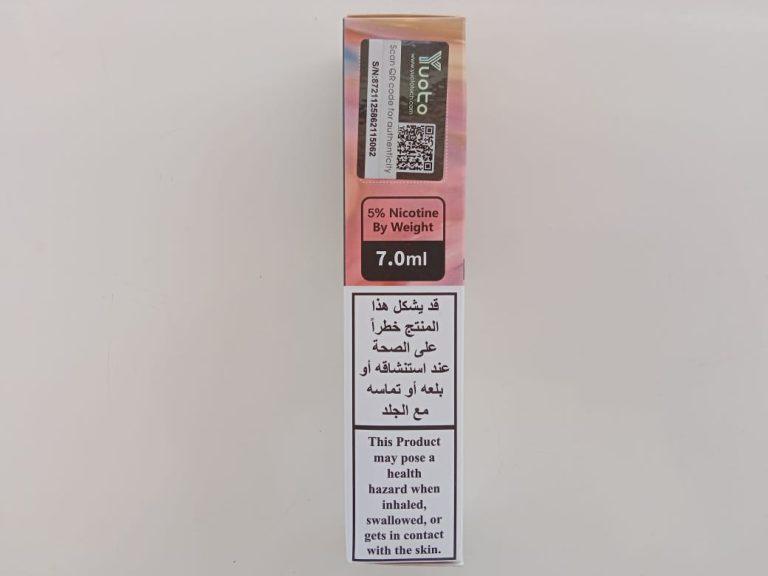 Yuoto
www.yuototech.com
Scan QR code for authenticity
S/N:8721125862115062
5% Nicotine
By Weight
7.0ml
قد يشكل هذا
المنتج خطراً
على الصحة
عند استنشاقه أو
بلعه أو تماسه
مع الجلد
This Product
may pose a
health
hazard when
inhaled,
swallowed, or
gets in contact
with the skin.